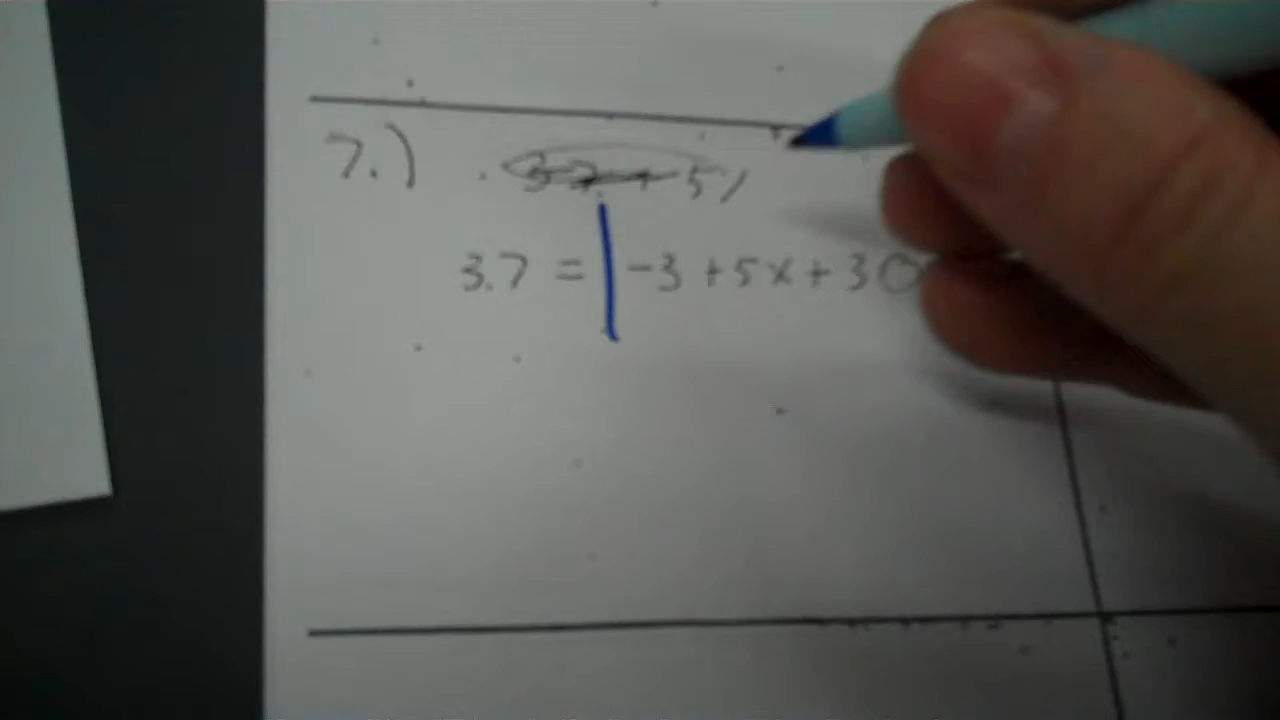 7.)
3.7 = -3 + 5x + 30